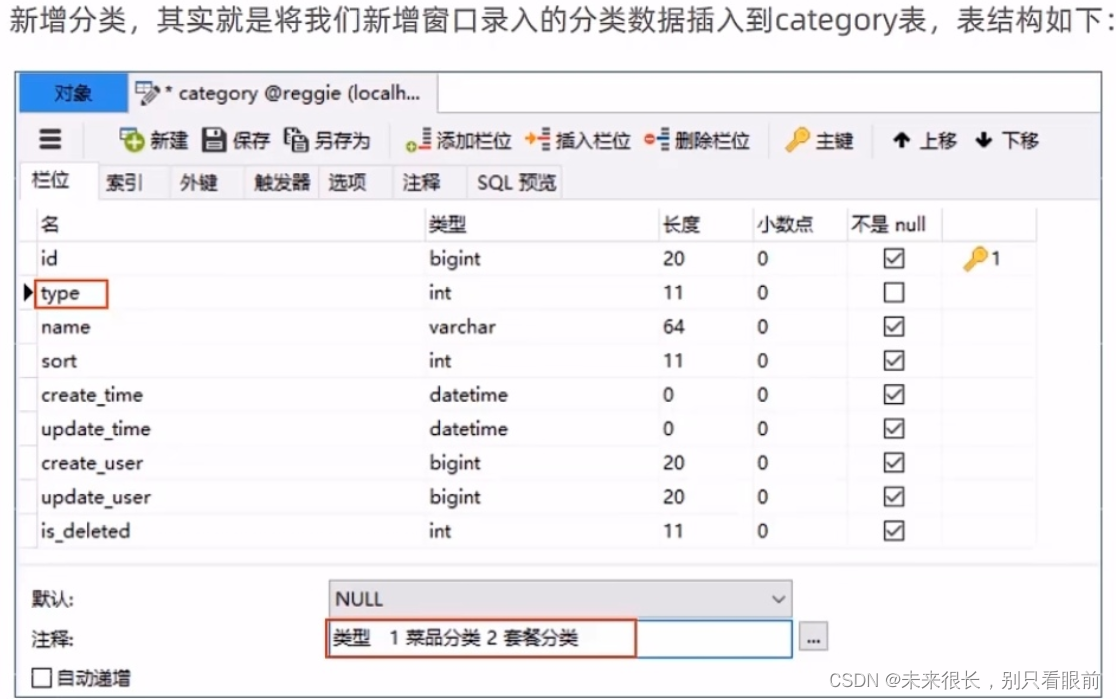 新增分类，其实就是将我们新增窗口录入的分类数据插入到category表，表结构如下：
对象 * category @reggie (localh...
新建 保存 另存为 添加栏位 插入栏位 删除栏位 主键 上移 下移
栏位 索引 外键 触发器 选项 注释 SQL 预览
名 类型 长度 小数点 不是 null
id bigint 20 0 1
type int 11 0
name varchar 64 0
sort int 11 0
create_time datetime 0 0
update_time datetime 0 0
create_user bigint 20 0
update_user bigint 20 0
is_deleted int 11 0
默认: NULL
注释: 类型 1 菜品分类 2 套餐分类 ...
自动递增
CSDN @未来很长，别只看眼前